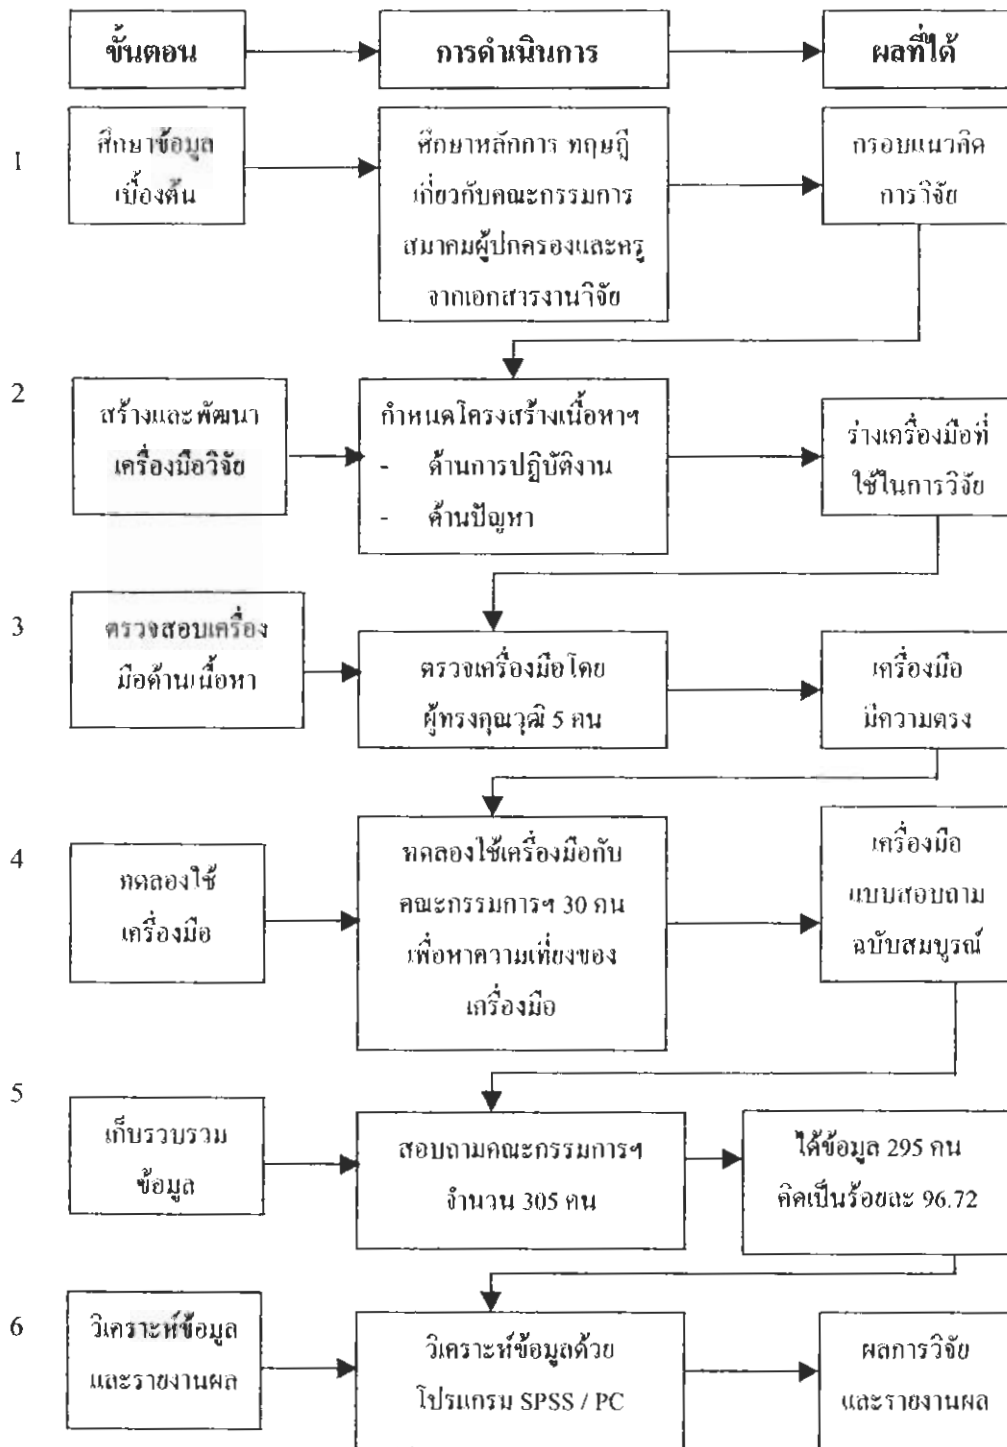 ขั้นตอน
การดำเนินการ
ผลที่ได้
1
ศึกษาข้อมูล
เบื้องต้น
ศึกษาหลักการ ทฤษฎี
เกี่ยวกับคณะกรรมการ
สมาคมผู้ปกครองและครู
จากเอกสารงานวิจัย
กรอบแนวคิด
การวิจัย
2
สร้างและพัฒนา
เครื่องมือวิจัย
กำหนดโครงสร้างเนื้อหาฯ
- ด้านการปฏิบัติงาน
- ด้านปัญหา
ร่างเครื่องมือที่
ใช้ในการวิจัย
3
ตรวจสอบเครื่อง
มือด้านเนื้อหา
ตรวจเครื่องมือโดย
ผู้ทรงคุณวุฒิ 5 คน
เครื่องมือ
มีความตรง
4
ทดลองใช้
เครื่องมือ
ทดลองใช้เครื่องมือกับ
คณะกรรมการฯ 30 คน
เพื่อหาความเที่ยงของ
เครื่องมือ
เครื่องมือ
แบบสอบถาม
ฉบับสมบูรณ์
5
เก็บรวบรวม
ข้อมูล
สอบถามคณะกรรมการฯ
จำนวน 305 คน
ได้ข้อมูล 295 คน
คิดเป็นร้อยละ 96.72
6
วิเคราะห์ข้อมูล
และรายงานผล
วิเคราะห์ข้อมูลด้วย
โปรแกรม SPSS / PC
ผลการวิจัย
และรายงานผล